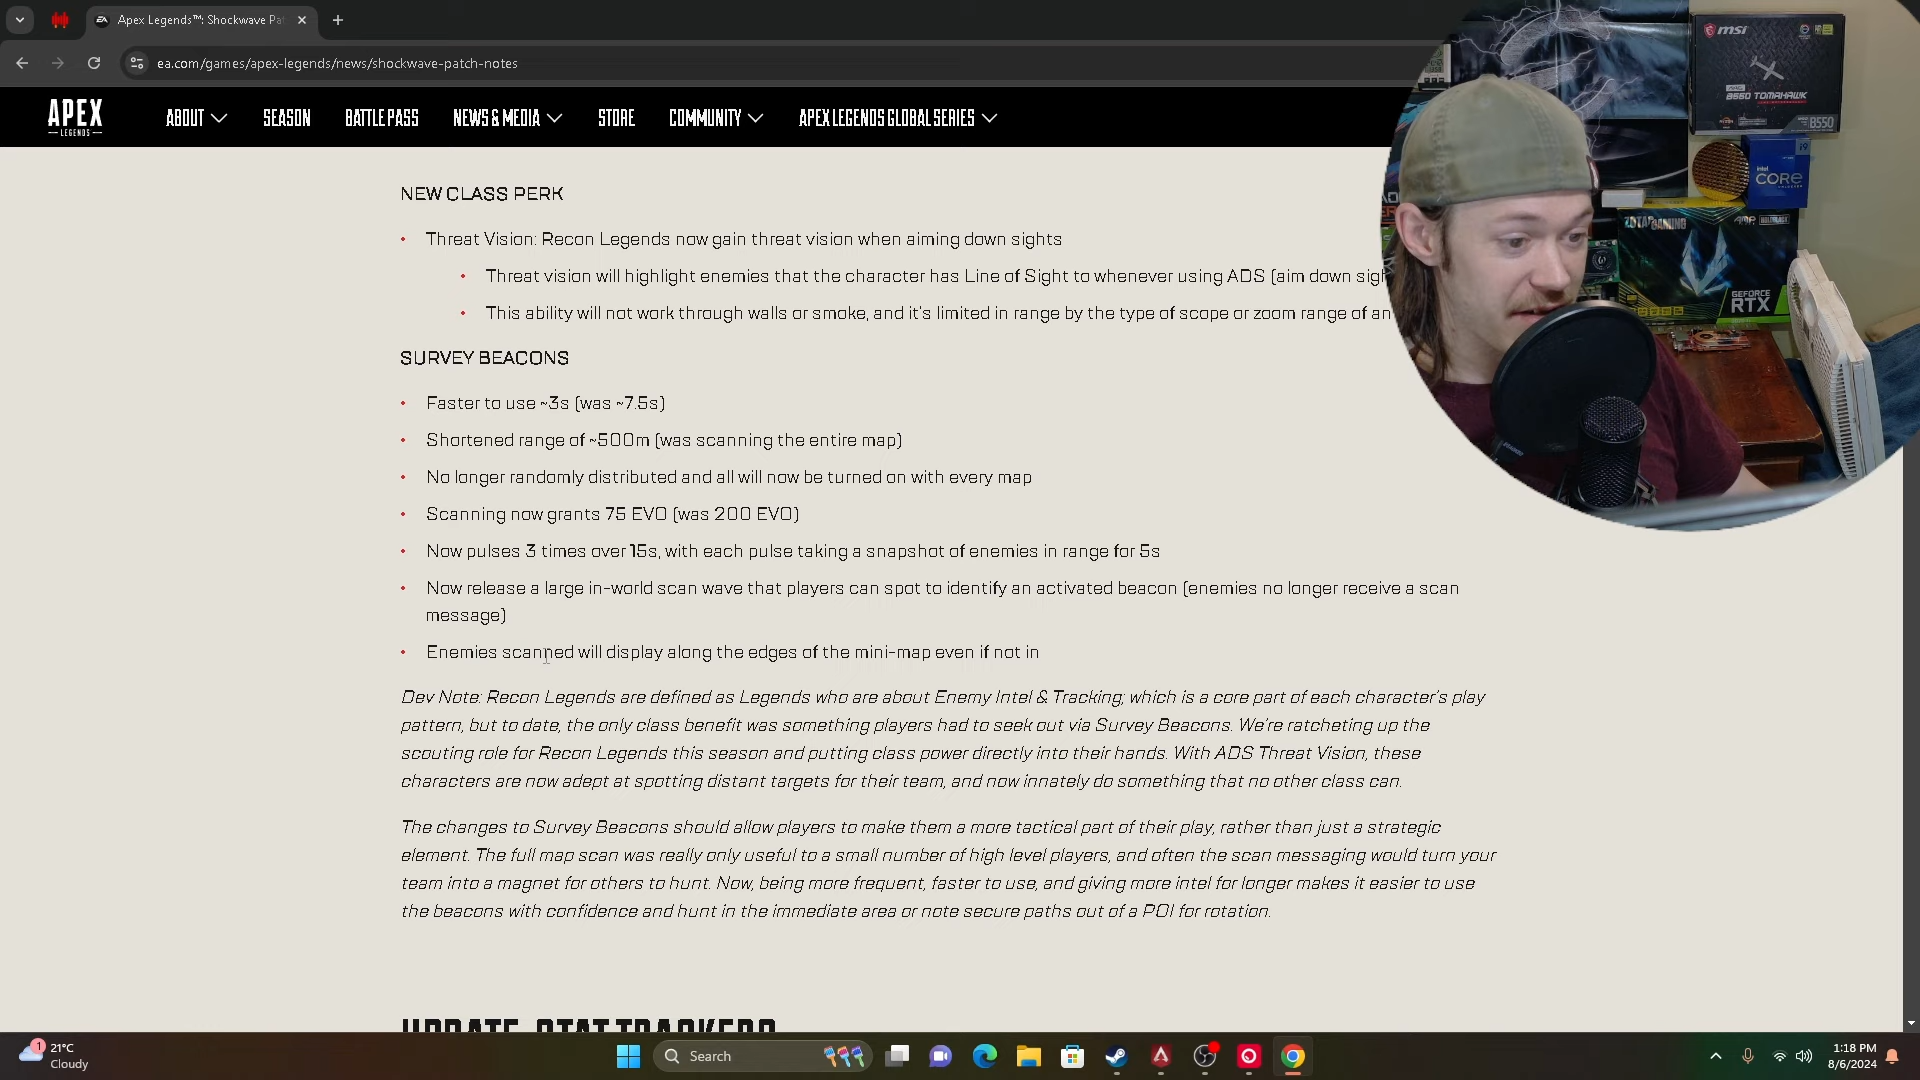 Apex Legends™: Shockwave Pat
ea.com/games/apex-legends/news/shockwave-patch-notes
APEX
LEGENDS
ABOUT
SEASON
BATTLE PASS
NEWS & MEDIA
STORE
COMMUNITY
APEX LEGENDS GLOBAL SERIES
NEW CLASS PERK
• Threat Vision: Recon Legends now gain threat vision when aiming down sights
• Threat vision will highlight enemies that the character has Line of Sight to whenever using ADS (aim down sigh
• This ability will not work through walls or smoke, and it's limited in range by the type of scope or zoom range of an
SURVEY BEACONS
• Faster to use ~3s (was ~7.5s)
• Shortened range of ~500m (was scanning the entire map)
• No longer randomly distributed and all will now be turned on with every map
• Scanning now grants 75 EVO (was 200 EVO)
• Now pulses 3 times over 15s, with each pulse taking a snapshot of enemies in range for 5s
• Now release a large in-world scan wave that players can spot to identify an activated beacon (enemies no longer receive a scan
message)
• Enemies scanned will display along the edges of the mini-map even if not in
Dev Note: Recon Legends are defined as Legends who are about Enemy Intel & Tracking; which is a core part of each character's play
pattern, but to date, the only class benefit was something players had to seek out via Survey Beacons. We're ratcheting up the
scouting role for Recon Legends this season and putting class power directly into their hands. With ADS Threat Vision, these
characters are now adept at spotting distant targets for their team, and now innately do something that no other class can.
The changes to Survey Beacons should allow players to make them a more tactical part of their play, rather than just a strategic
element. The full map scan was really only useful to a small number of high level players, and often the scan messaging would turn your
team into a magnet for others to hunt. Now, being more frequent, faster to use, and giving more intel for longer makes it easier to use
the beacons with confidence and hunt in the immediate area or note secure paths out of a POI for rotation.
UPDATE: STAT TRACKERS
msi
B550 TOMAHAWK
B550
intel
CORE
i9
ZOTAC GAMING
AMP
GEFORCE
RTX
1
21°C
Cloudy
Search
1:18 PM
8/6/2024